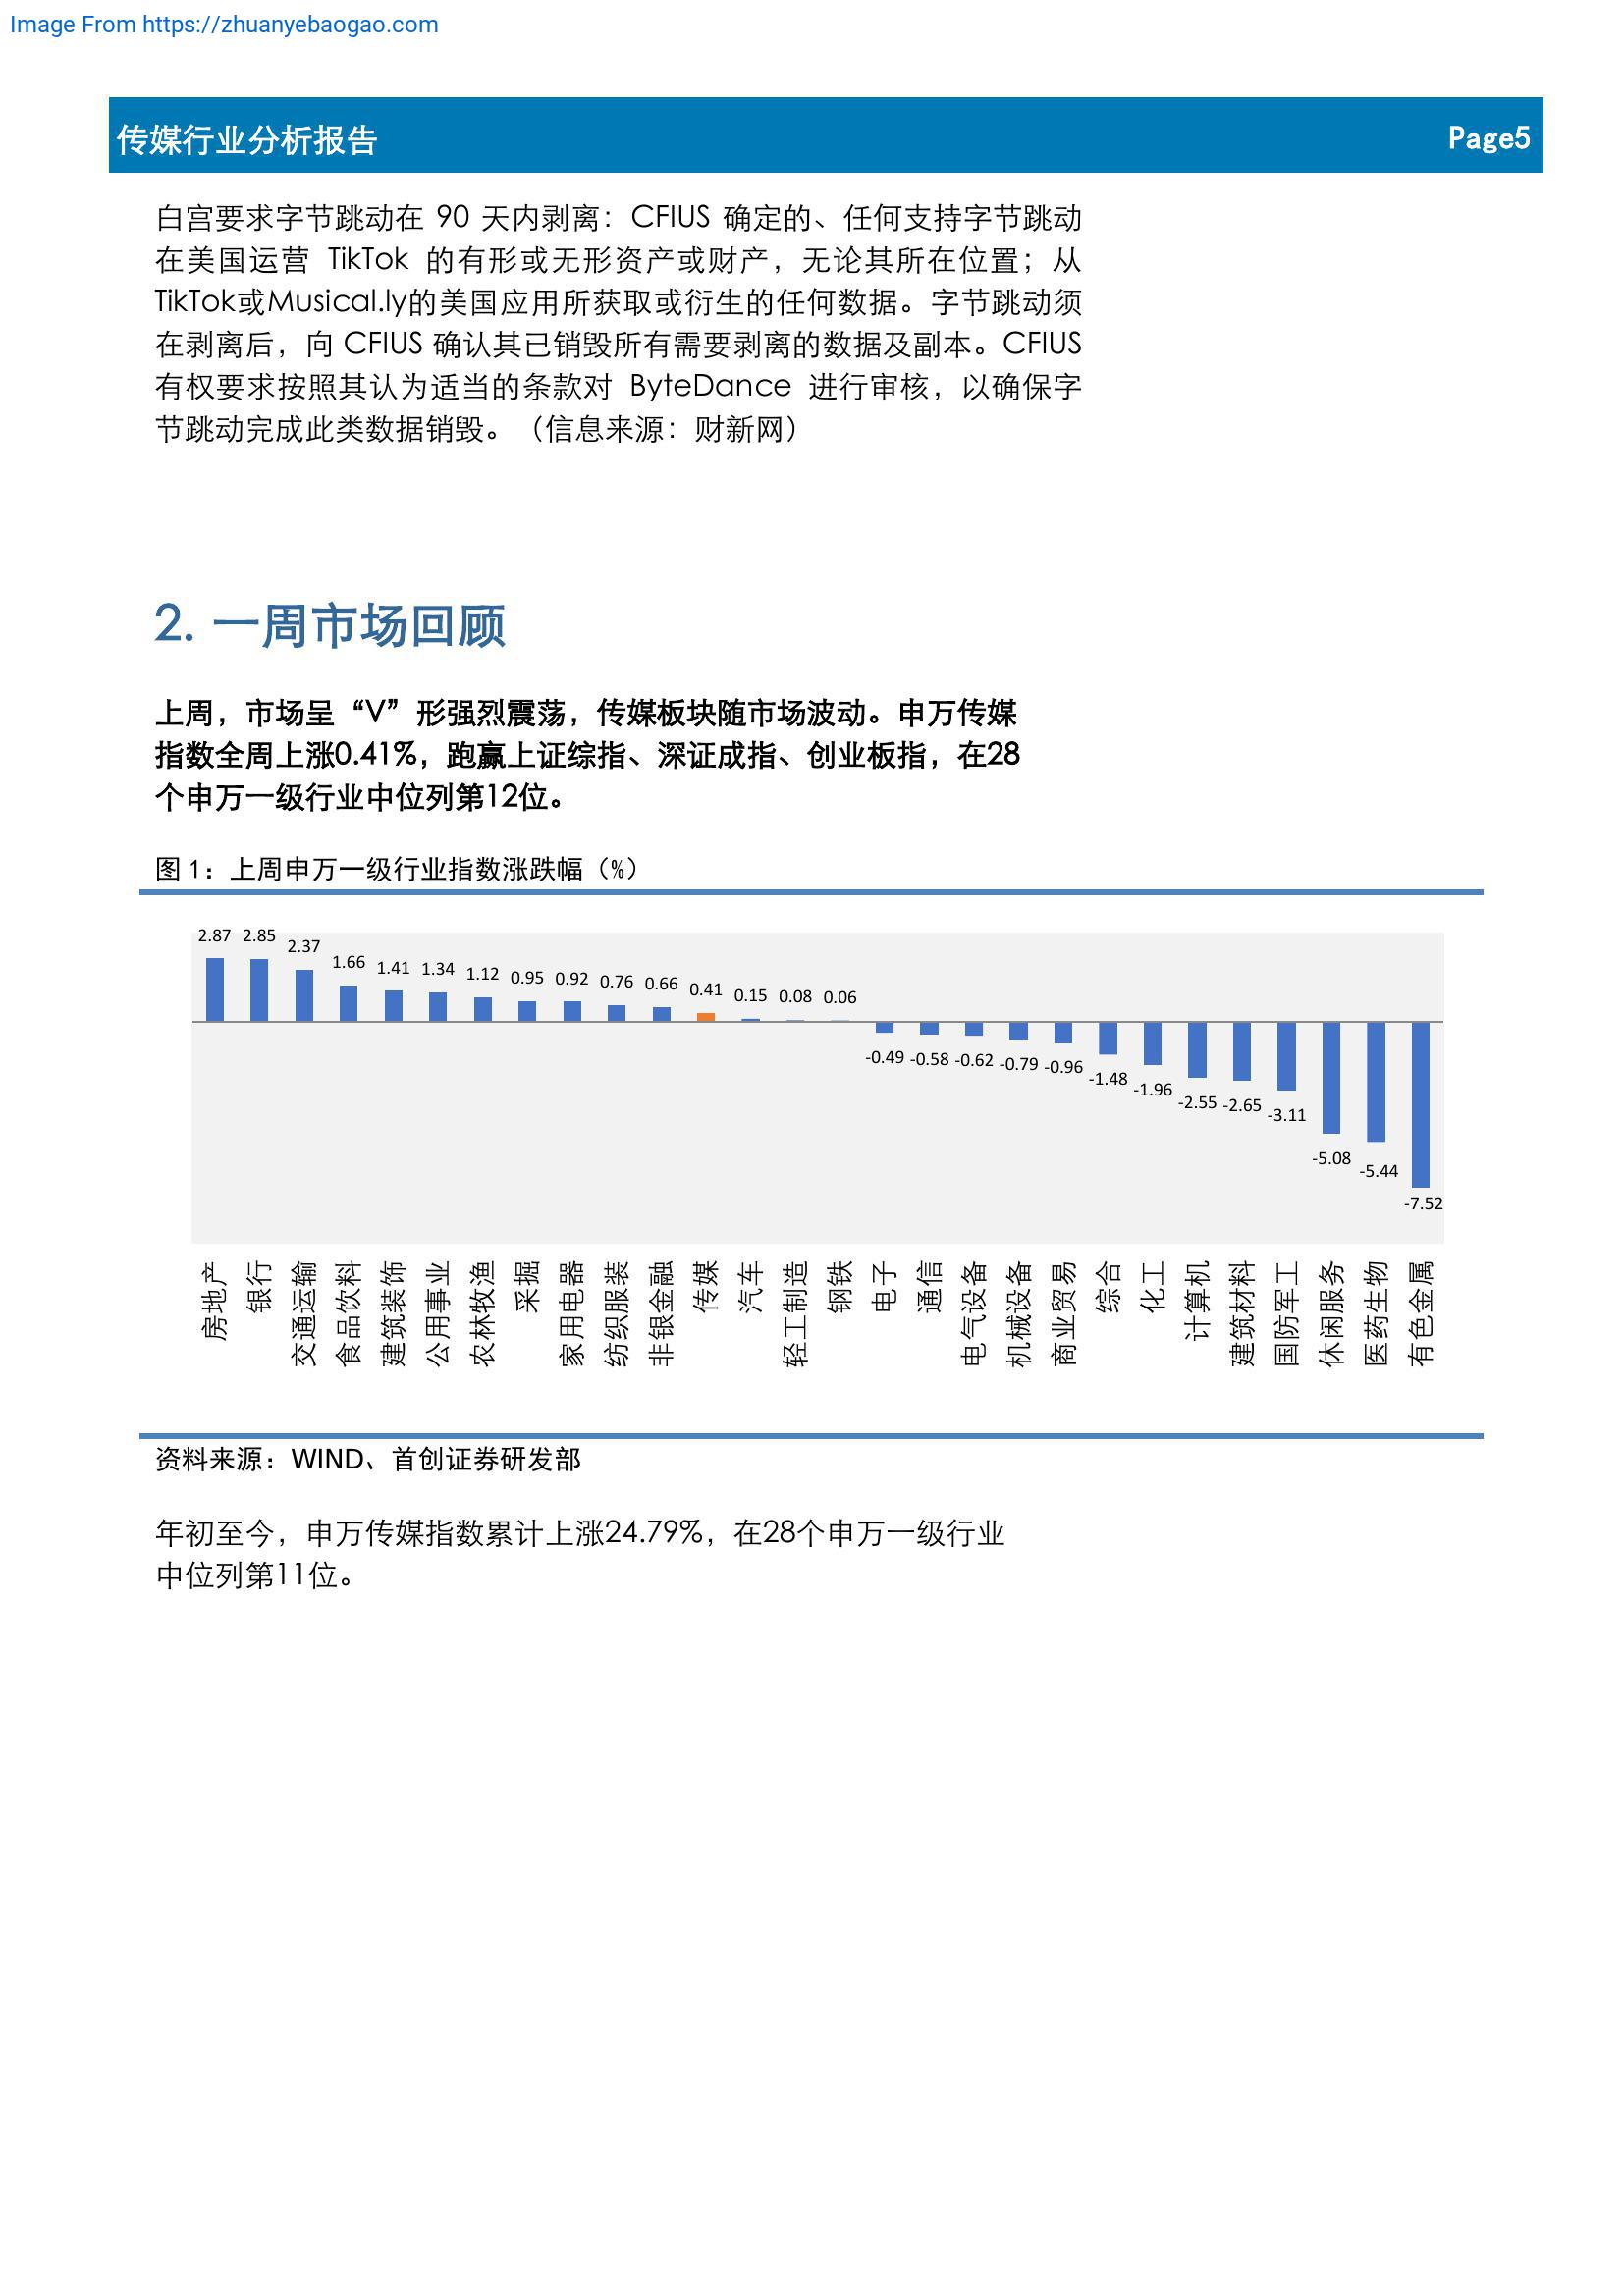 Image From https://zhuanyebaogao.com
传媒行业分析报告 Page5
白宫要求字节跳动在 90 天内剥离：CFIUS 确定的、任何支持字节跳动
在美国运营 TikTok 的有形或无形资产或财产，无论其所在位置；从
TikTok或Musical.ly的美国应用所获取或衍生的任何数据。字节跳动须
在剥离后，向 CFIUS 确认其已销毁所有需要剥离的数据及副本。CFIUS
有权要求按照其认为适当的条款对 ByteDance 进行审核，以确保字
节跳动完成此类数据销毁。（信息来源：财新网）
2. 一周市场回顾
上周，市场呈“V”形强烈震荡，传媒板块随市场波动。申万传媒
指数全周上涨0.41%，跑赢上证综指、深证成指、创业板指，在28
个申万一级行业中位列第12位。
图 1：上周申万一级行业指数涨跌幅（%）
2.87 2.85 2.37 1.66 1.41 1.34 1.12 0.95 0.92 0.76 0.66 0.41 0.15 0.08 0.06
-0.49 -0.58 -0.62 -0.79 -0.96 -1.48 -1.96 -2.55 -2.65 -3.11 -5.08 -5.44 -7.52
房地产 银行 交通运输 食品饮料 建筑装饰 公用事业 农林牧渔 采掘 家用电器 纺织服装 非银金融 传媒 汽车 轻工制造 钢铁 电子 通信 电气设备 机械设备 商业贸易 综合 化工 计算机 建筑材料 国防军工 休闲服务 医药生物 有色金属
资料来源：WIND、首创证券研发部
年初至今，申万传媒指数累计上涨24.79%，在28个申万一级行业
中位列第11位。